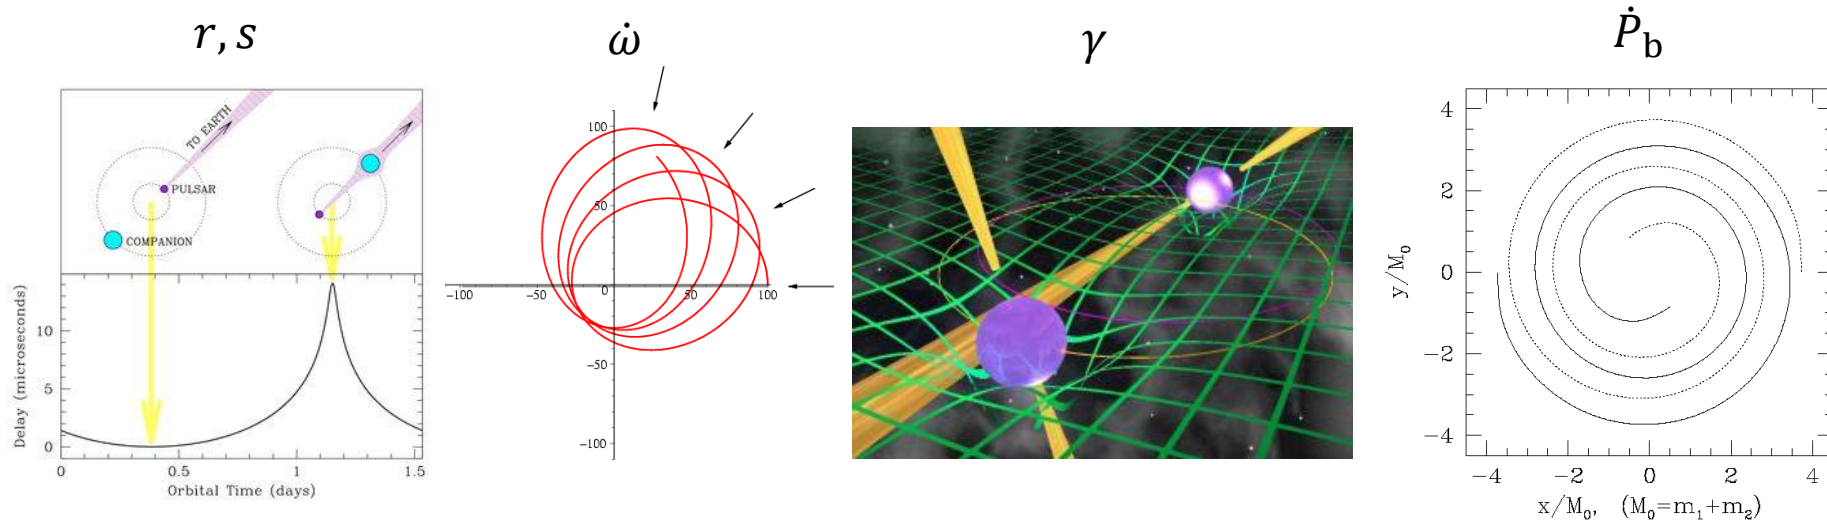 r, s
ω̇
γ
Ṗ_b
TO EARTH
PULSAR
COMPANION
Delay (microseconds)
10
5
0
0
0.5
1
1.5
Orbital Time (days)
100
50
0
-50
-100
-100
-50
0
50
100
y/M₀
4
2
0
−2
−4
−4
−2
0
2
4
x/M₀, (M₀=m₁+m₂)